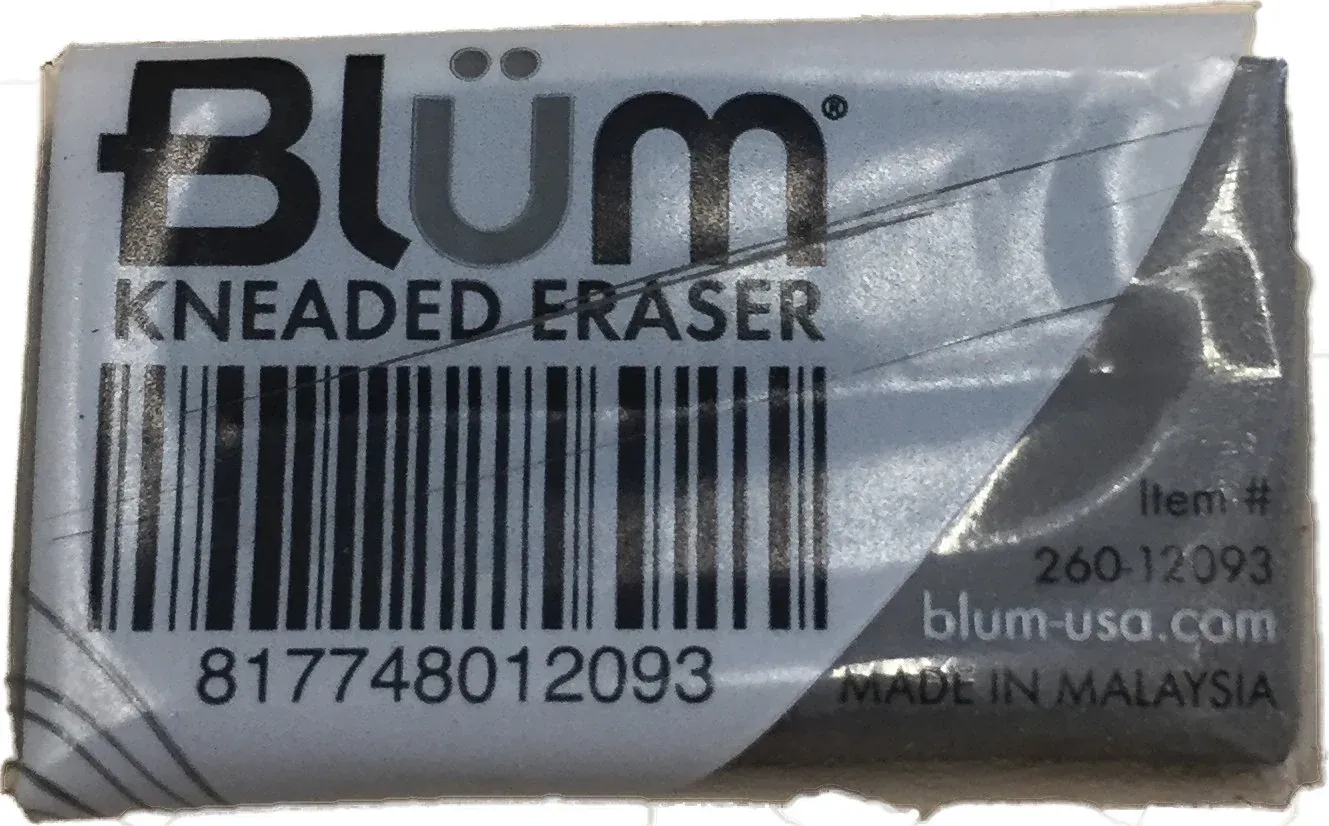 Blüm®
KNEADED ERASER
817748012093
Item #
260-12093
blum-usa.com
MADE IN MALAYSIA